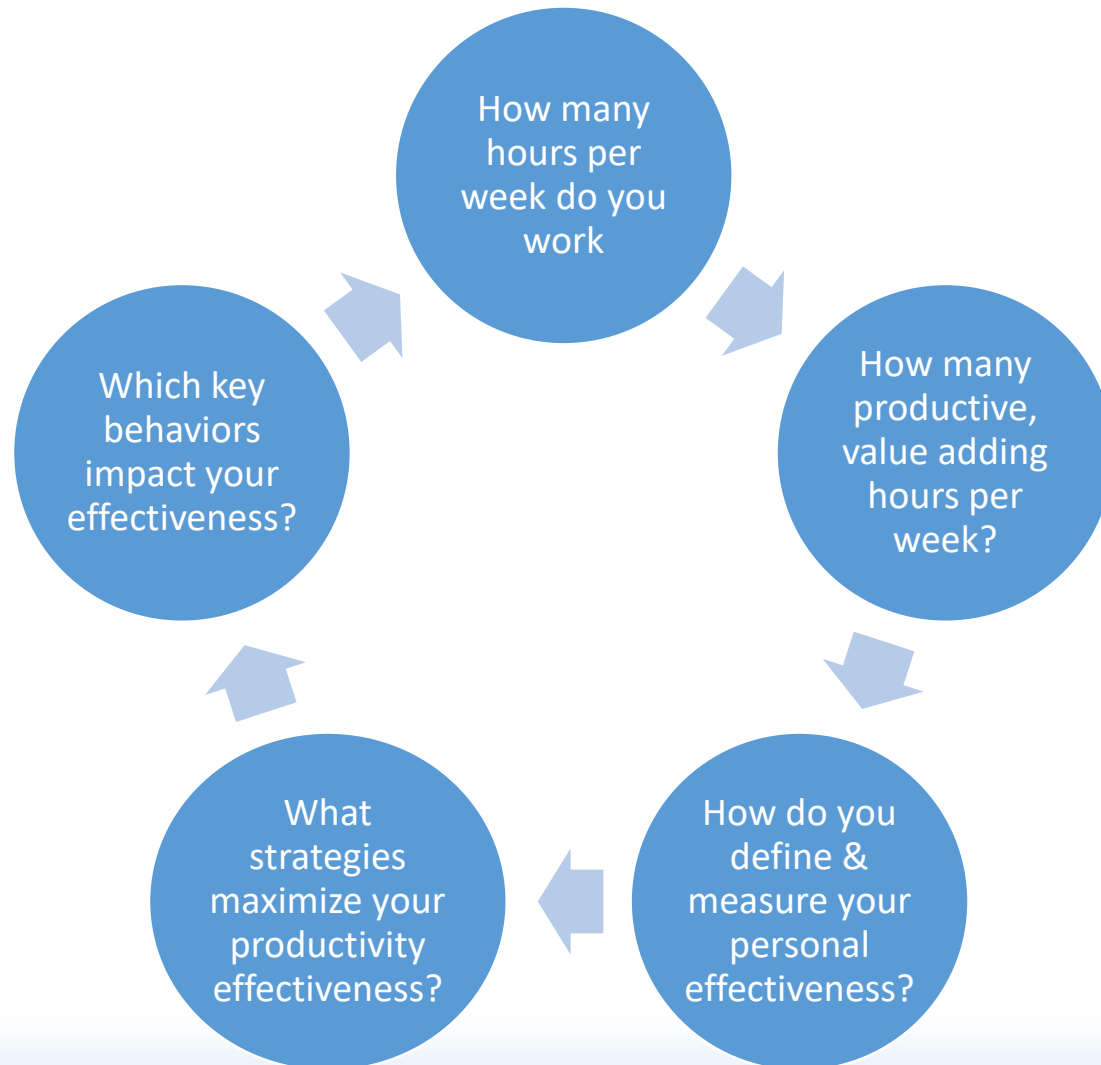 How many
hours per
week do you
work
How many
productive,
value adding
hours per
week?
How do you
define &
measure your
personal
effectiveness?
What
strategies
maximize your
productivity
effectiveness?
Which key
behaviors
impact your
effectiveness?